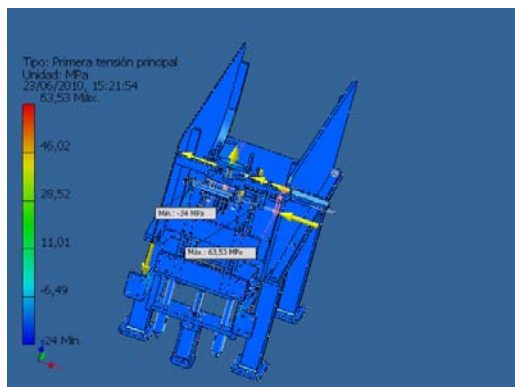 Tipo: Primera tensión principal
Unidad: MPa
23/06/2010, 15:21:54
63,53 Máx.
46,02
28,52
11,01
-6,49
-24 Mín.
Mín.: -24 MPa
Máx.: 63,53 MPa